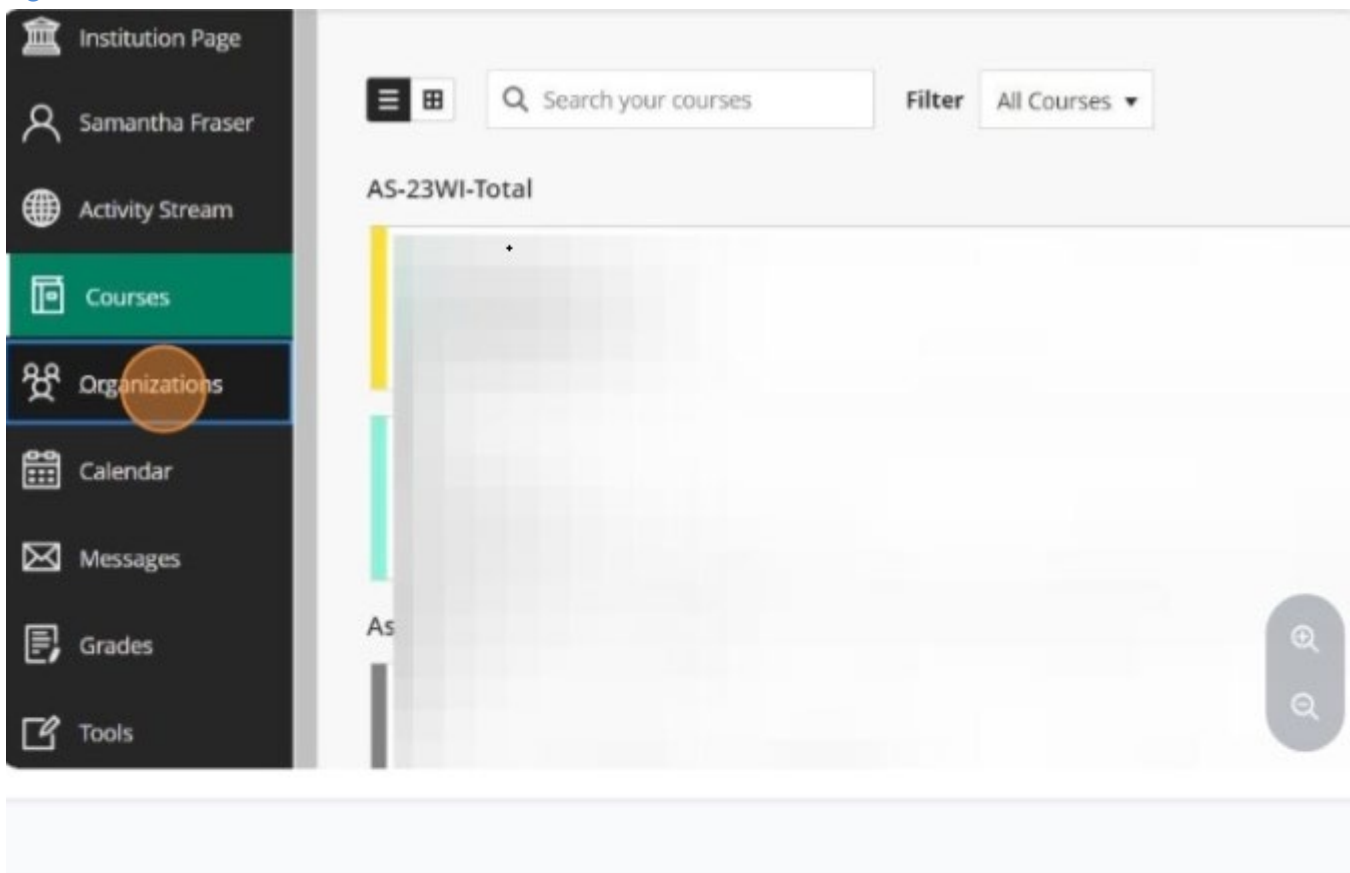 Institution Page
Samantha Fraser
Activity Stream
Courses
Organizations
Calendar
Messages
Grades
Tools
Search your courses
Filter All Courses
AS-23WI-Total
As